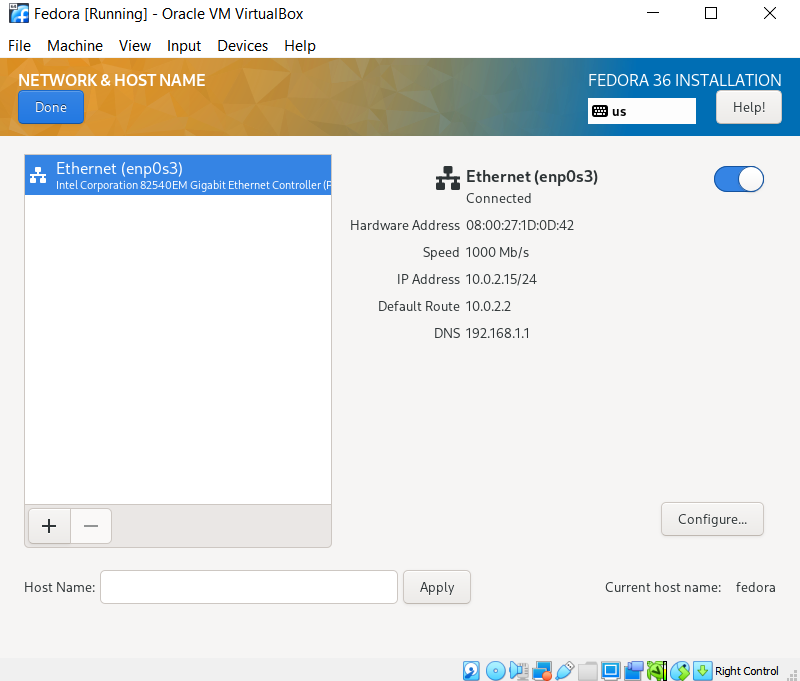 Fedora [Running] - Oracle VM VirtualBox
File Machine View Input Devices Help
NETWORK & HOST NAME
FEDORA 36 INSTALLATION
Done
us
Help!
Ethernet (enp0s3)
Intel Corporation 82540EM Gigabit Ethernet Controller (P
Ethernet (enp0s3)
Connected
Hardware Address 08:00:27:1D:0D:42
Speed 1000 Mb/s
IP Address 10.0.2.15/24
Default Route 10.0.2.2
DNS 192.168.1.1
Configure...
Host Name:
Apply
Current host name: fedora
Right Control